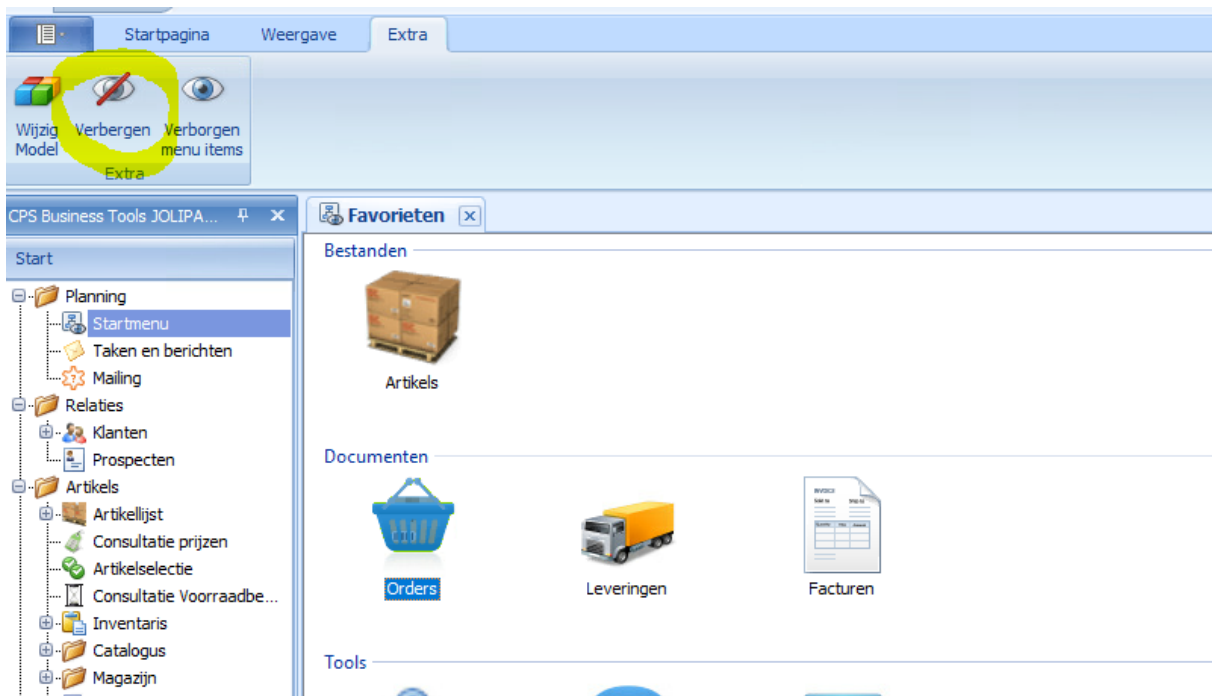 Startpagina Weergave Extra
Wijzig Model
Verbergen
Verborgen menu items
Extra
CPS Business Tools JOLIPA...
Start
Planning
Startmenu
Taken en berichten
Mailing
Relaties
Klanten
Prospecten
Artikels
Artikellijst
Consultatie prijzen
Artikelselectie
Consultatie Voorraadbe...
Inventaris
Catalogus
Magazijn
Favorieten
Bestanden
Artikels
Documenten
Orders Leveringen Facturen
INVOICE
Tools